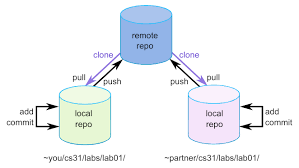 remote
repo
clone
clone
pull
push
push
pull
local
repo
add
commit
local
repo
add
commit
~you/cs31/labs/lab01/
~partner/cs31/labs/lab01/